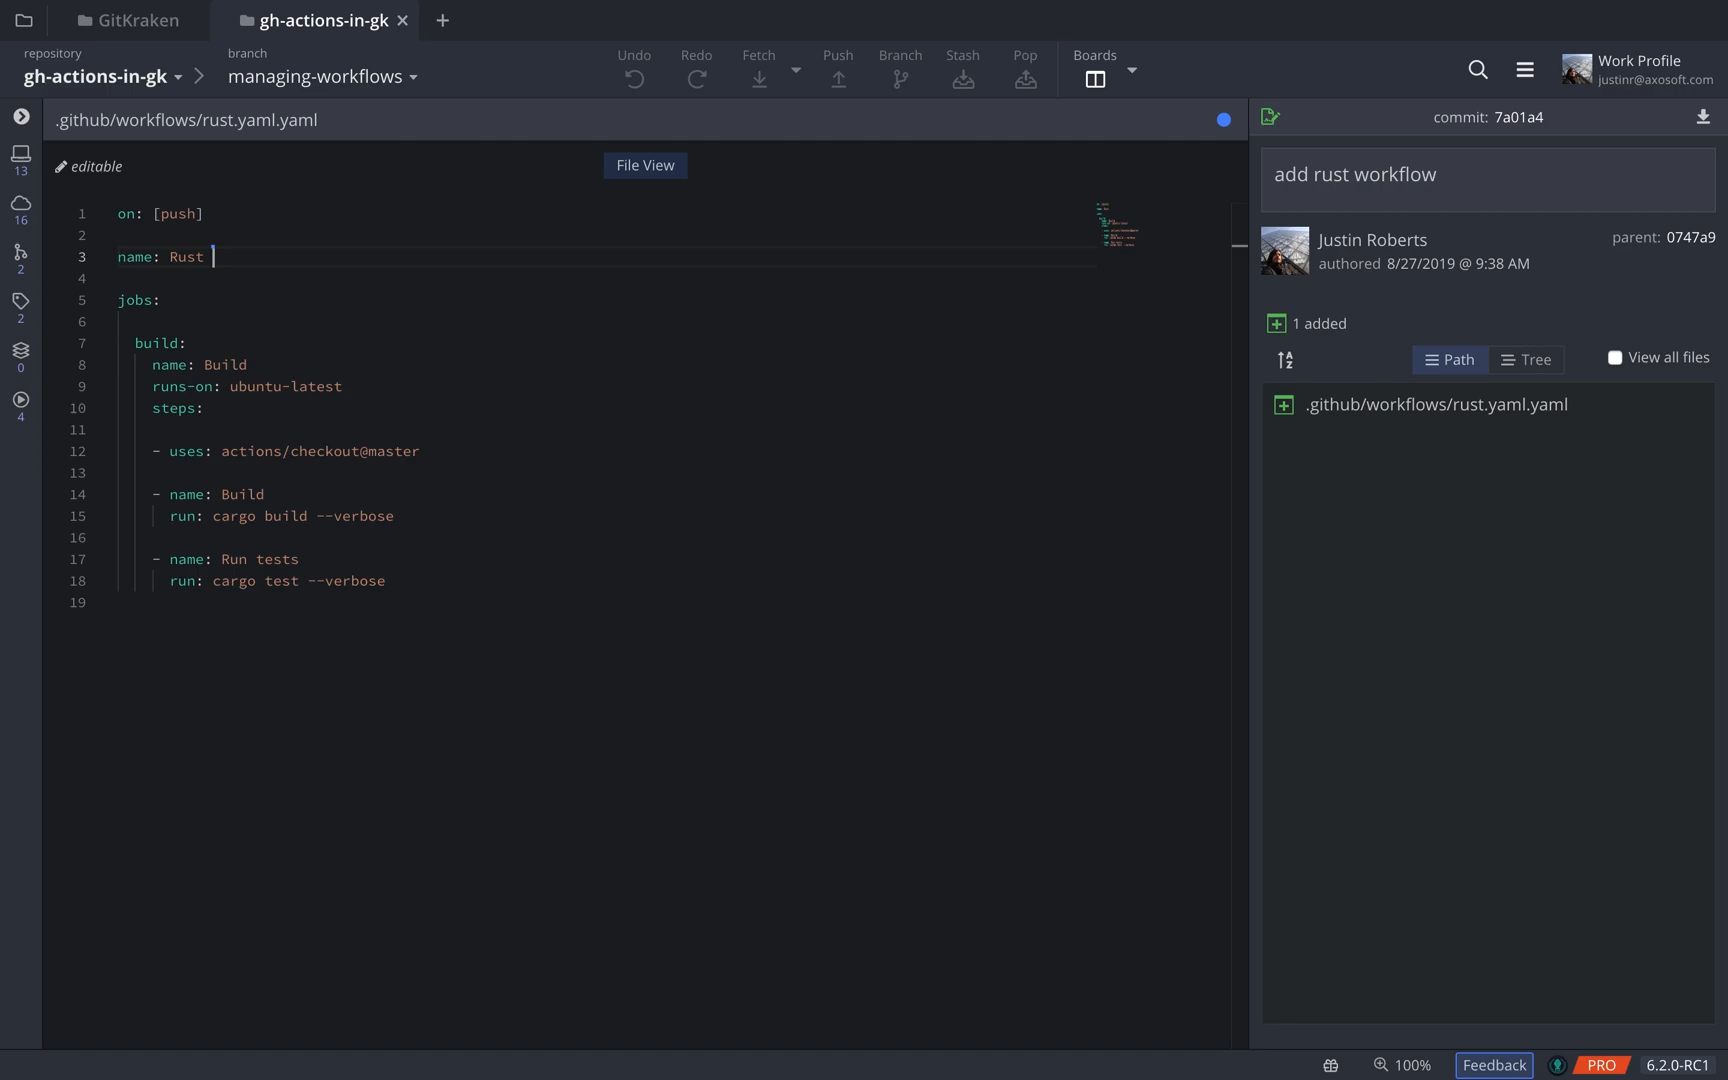 GitKraken
gh-actions-in-gk
repository
gh-actions-in-gk
branch
managing-workflows
Undo
Redo
Fetch
Push
Branch
Stash
Pop
Boards
Work Profile
justinr@axosoft.com
.github/workflows/rust.yaml.yaml
commit: 7a01a4
13
16
2
2
0
4
editable
File View
1 on: [push]
2
3 name: Rust
4
5 jobs:
6
7 build:
8 name: Build
9 runs-on: ubuntu-latest
10 steps:
11
12 - uses: actions/checkout@master
13
14 - name: Build
15 run: cargo build --verbose
16
17 - name: Run tests
18 run: cargo test --verbose
19
add rust workflow
Justin Roberts
authored 8/27/2019 @ 9:38 AM
parent: 0747a9
1 added
Path
Tree
View all files
.github/workflows/rust.yaml.yaml
100%
Feedback
PRO
6.2.0-RC1